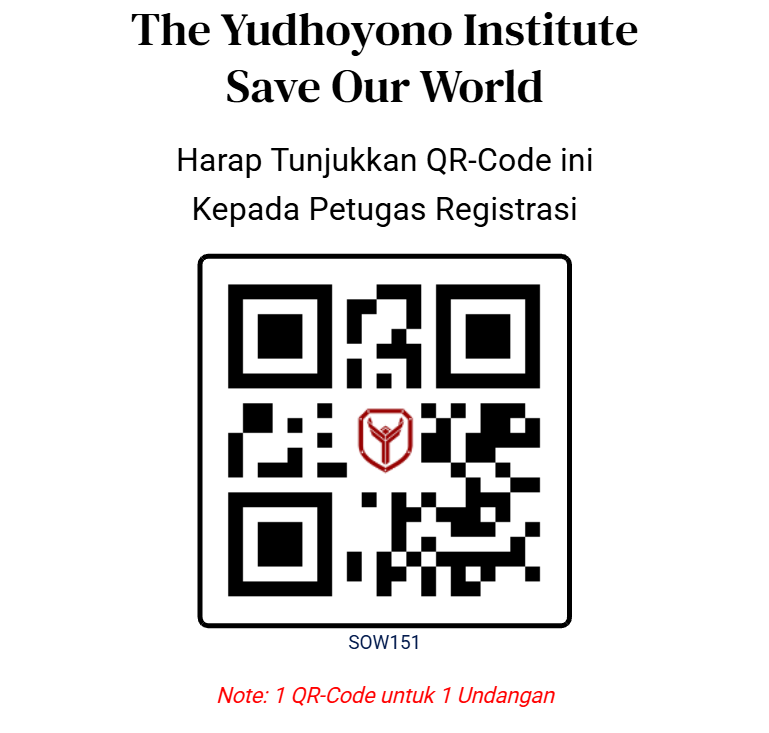 The Yudhoyono Institute
Save Our World
Harap Tunjukkan QR-Code ini
Kepada Petugas Registrasi
SOW151
Note: 1 QR-Code untuk 1 Undangan